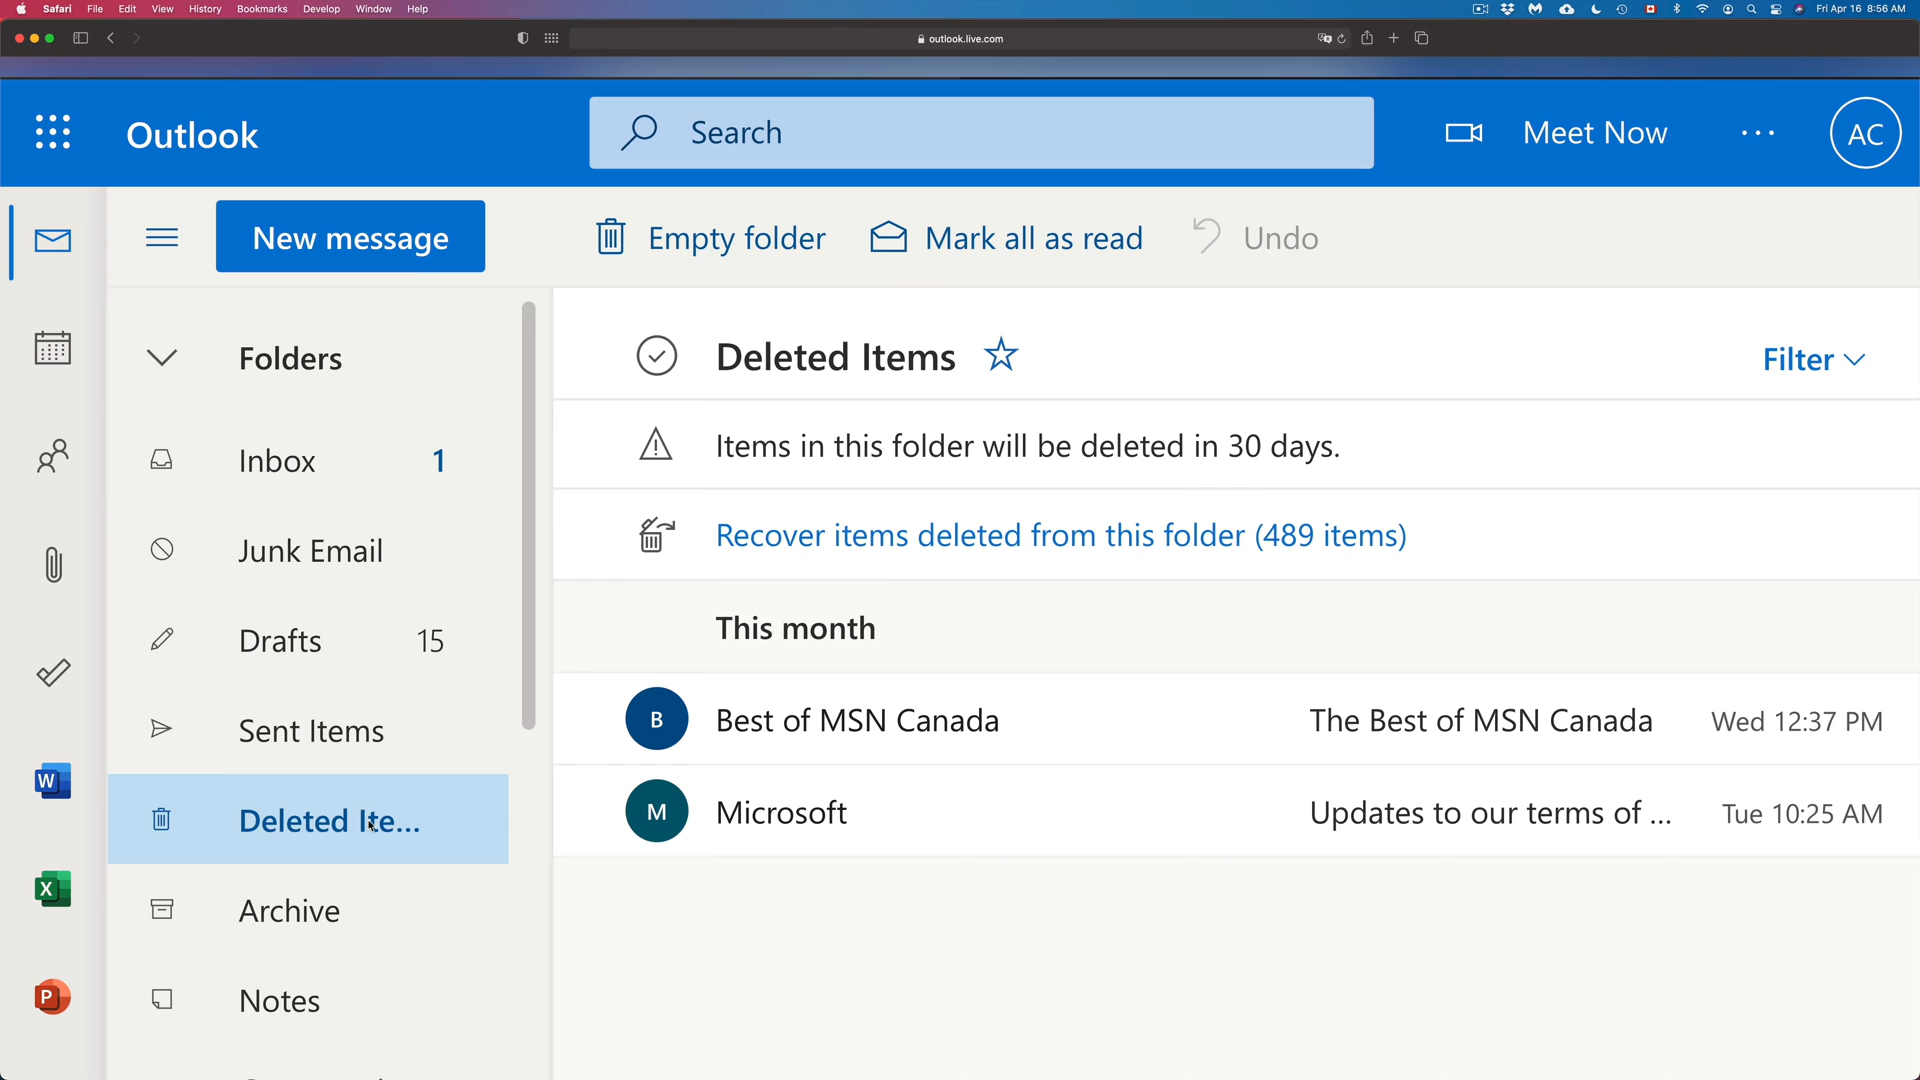 Safari File Edit View History Bookmarks Develop Window Help Fri Apr 16 8:56 AM
outlook.live.com
Outlook Search Meet Now AC
New message Empty folder Mark all as read Undo
Folders
Inbox 1
Junk Email
Drafts 15
Sent Items
Deleted Ite...
Archive
Notes
Deleted Items Filter
Items in this folder will be deleted in 30 days.
Recover items deleted from this folder (489 items)
This month
B Best of MSN Canada The Best of MSN Canada Wed 12:37 PM
M Microsoft Updates to our terms of ... Tue 10:25 AM
W
X
P